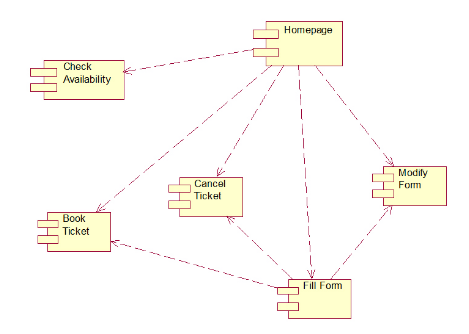 Homepage
Check
Availability
Cancel
Ticket
Modify
Form
Book
Ticket
Fill Form